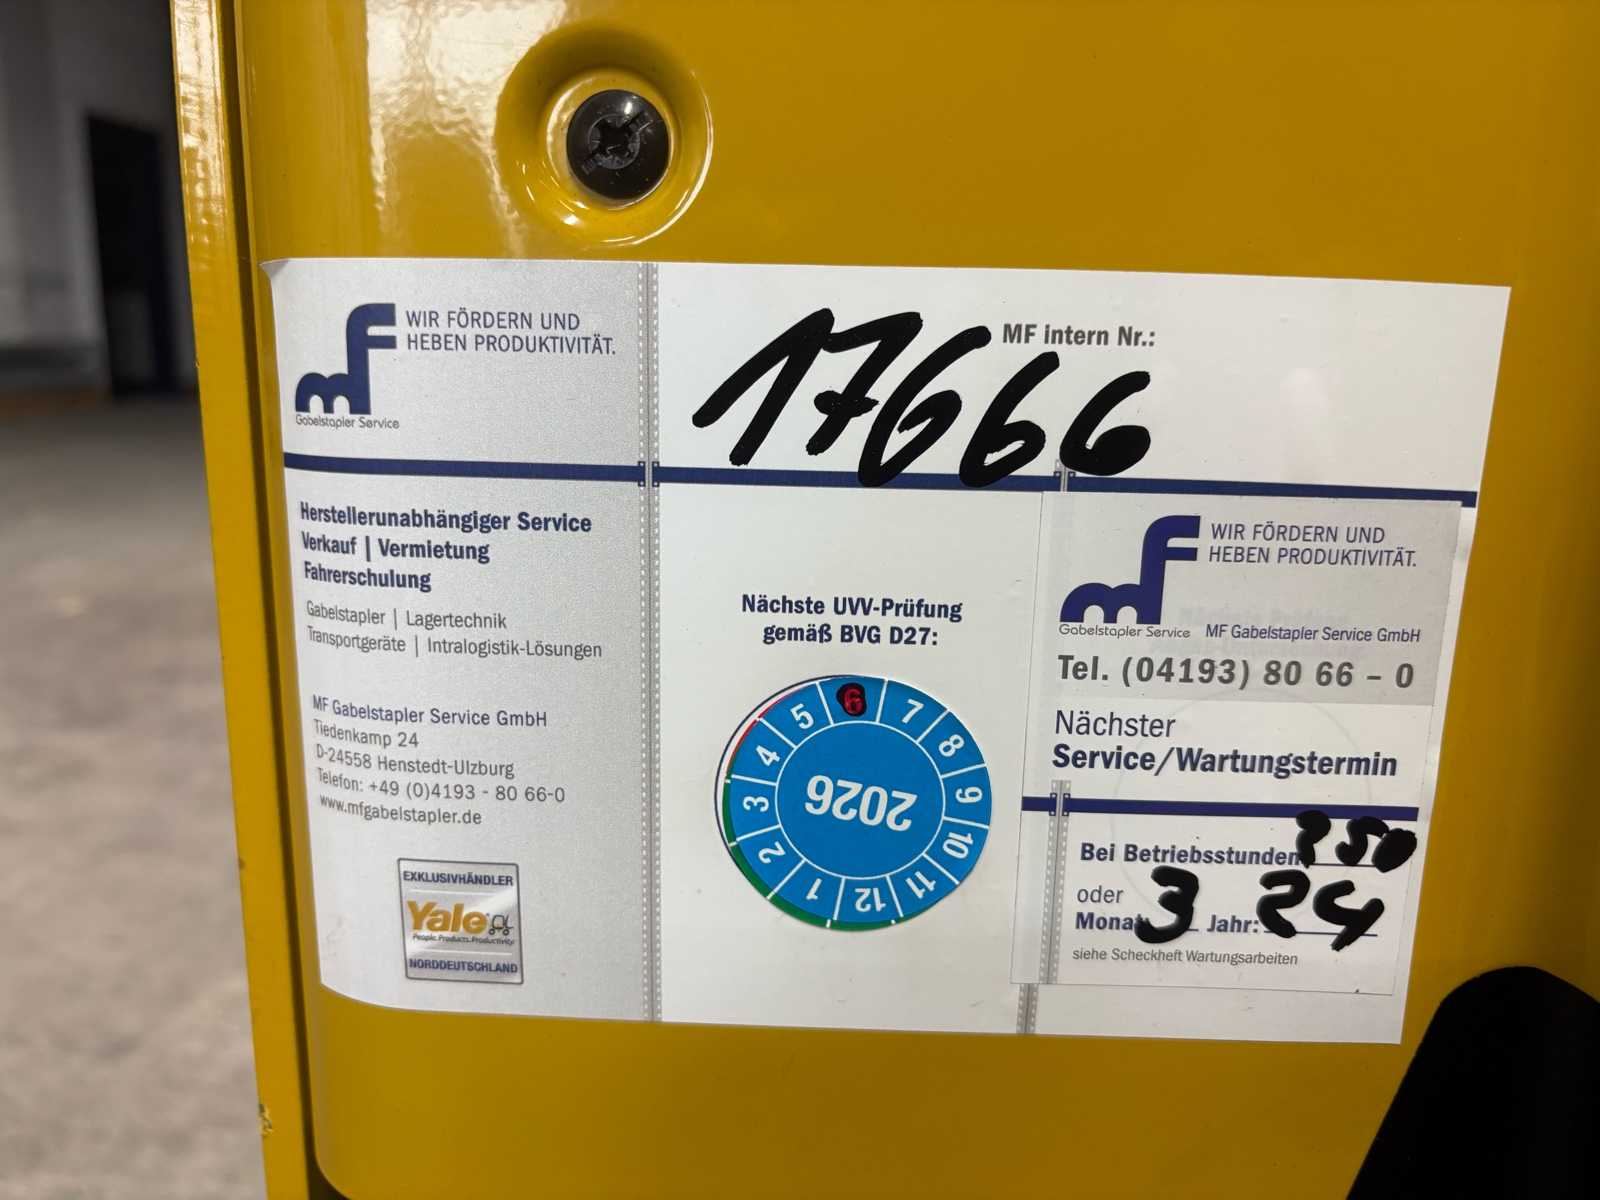 mf
WIR FÖRDERN UND
HEBEN PRODUKTIVITÄT.
Gabelstapler Service
Herstellerunabhängiger Service
Verkauf | Vermietung
Fahrerschulung
Gabelstapler | Lagertechnik
Transportgeräte | Intralogistik-Lösungen
MF Gabelstapler Service GmbH
Tiedenkamp 24
D-24558 Henstedt-Ulzburg
Telefon: +49 (0)4193 - 80 66-0
www.mfgabelstapler.de
EXKLUSIVHÄNDLER
Yale
People. Products. Productivity
NORDDEUTSCHLAND
MF intern Nr.:
17666
Nächste UVV-Prüfung
gemäß BVG D27:
1 2 3 4 5 6 7 8 9 10 11 12
2026
mf
WIR FÖRDERN UND
HEBEN PRODUKTIVITÄT.
Gabelstapler Service
MF Gabelstapler Service GmbH
Tel. (04193) 80 66 - 0
Nächster
Service/Wartungstermin
Bei Betriebsstunden 250
oder
Monat: 3 Jahr: 24
siehe Scheckheft Wartungsarbeiten